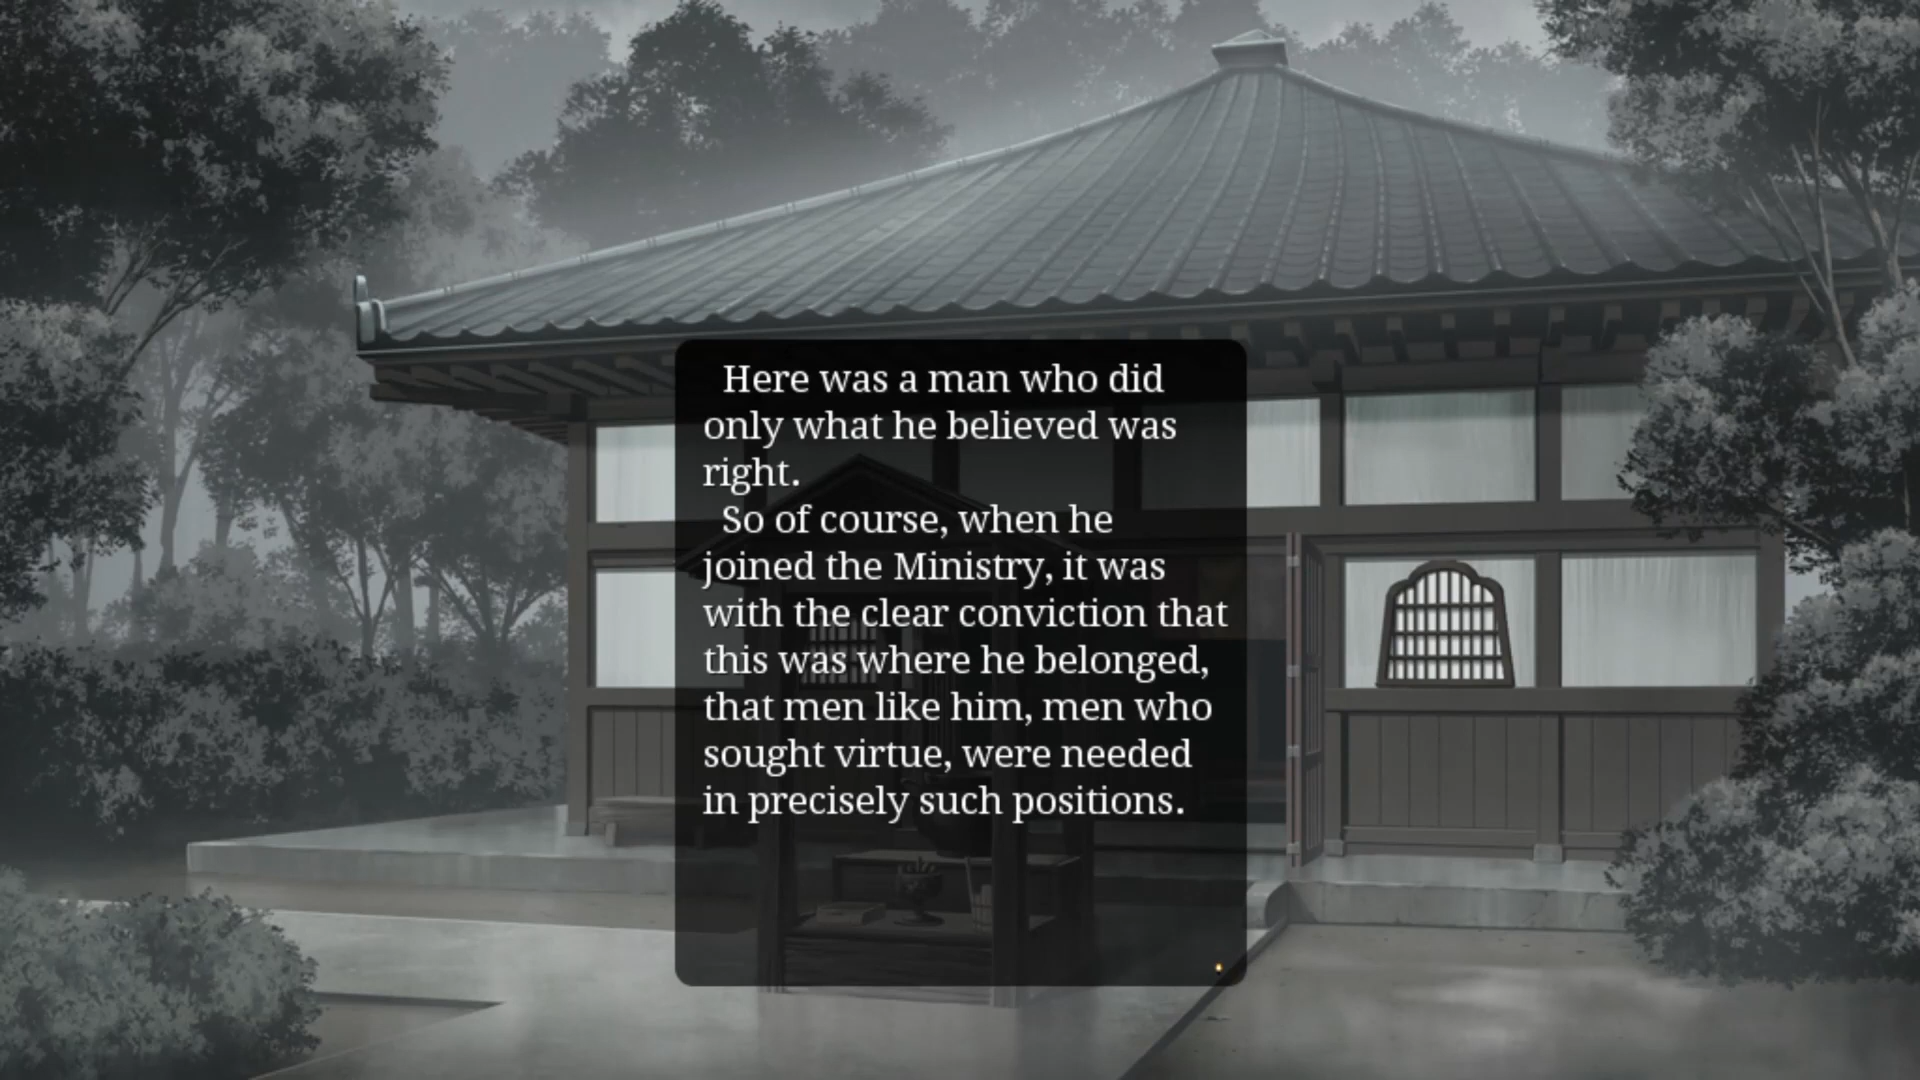 Here was a man who did
only what he believed was
right.
So of course, when he
joined the Ministry, it was
with the clear conviction that
this was where he belonged,
that men like him, men who
sought virtue, were needed
in precisely such positions.